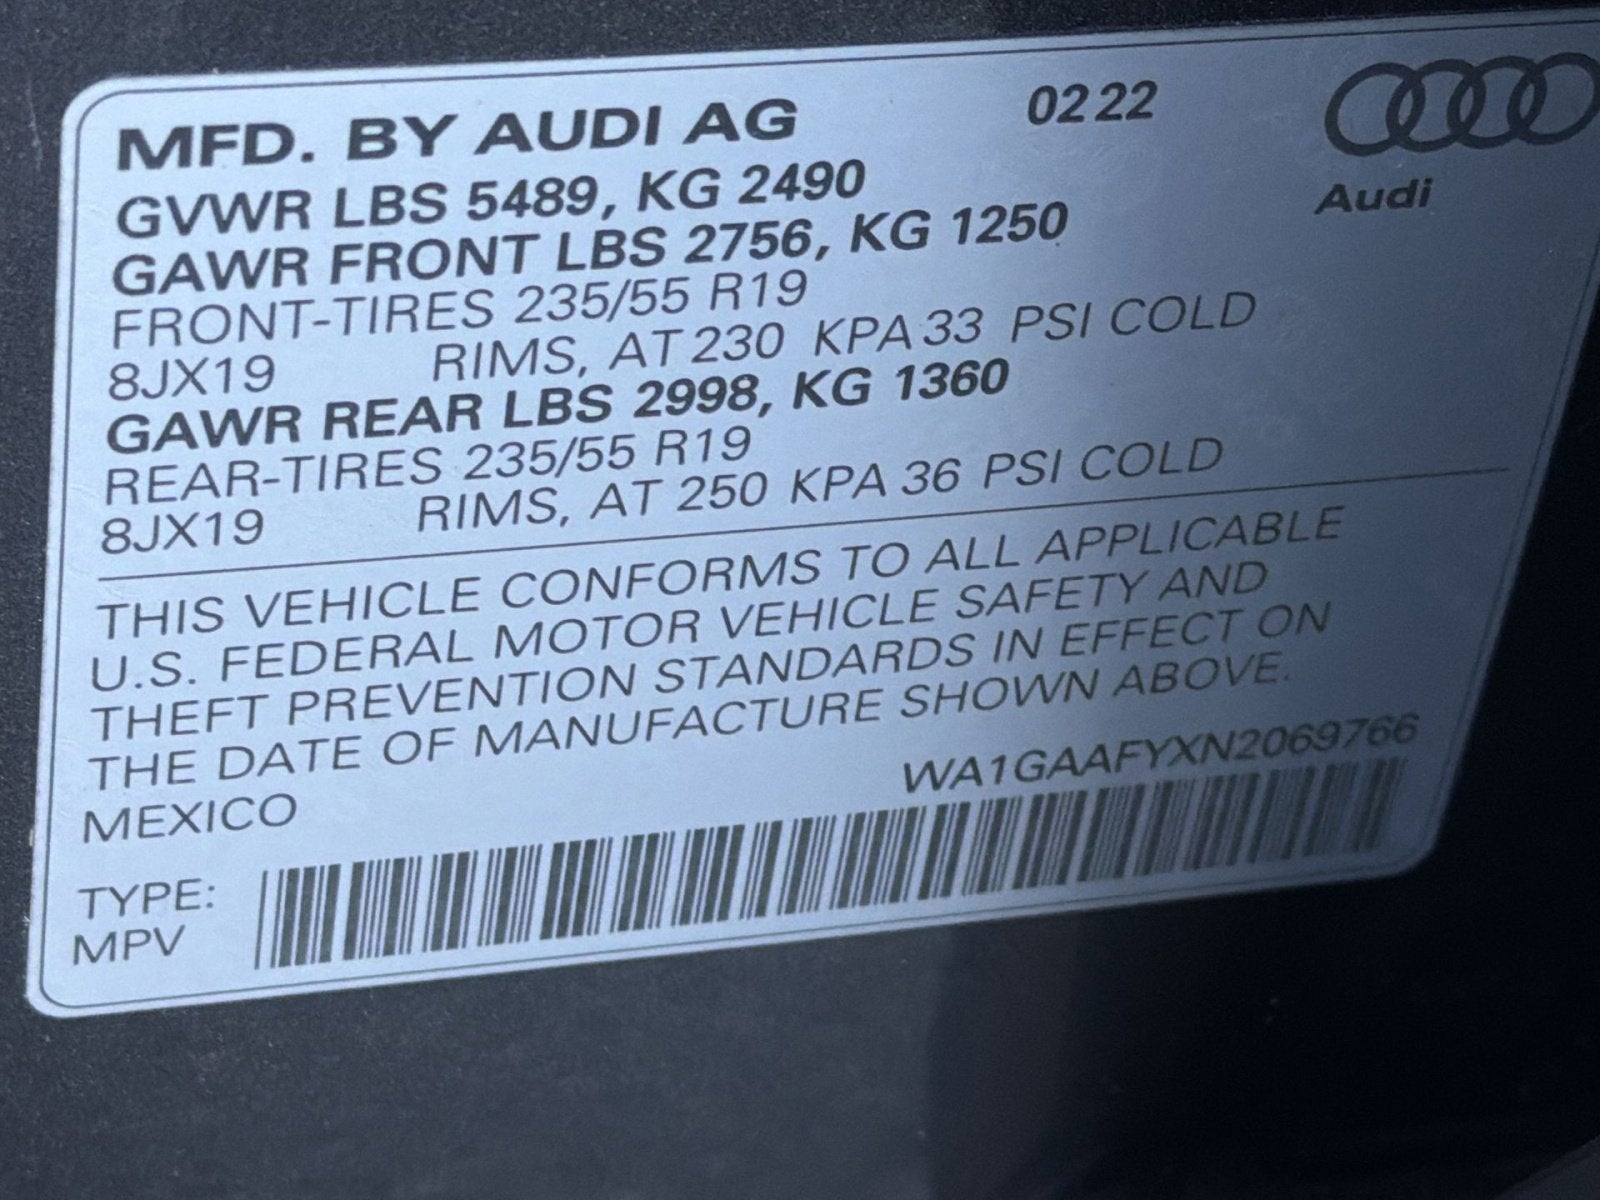 MFD. BY AUDI AG 0222
Audi
GVWR LBS 5489, KG 2490
GAWR FRONT LBS 2756, KG 1250
FRONT-TIRES 235/55 R19
8JX19 RIMS, AT 230 KPA 33 PSI COLD
GAWR REAR LBS 2998, KG 1360
REAR-TIRES 235/55 R19
8JX19 RIMS, AT 250 KPA 36 PSI COLD
THIS VEHICLE CONFORMS TO ALL APPLICABLE
U.S. FEDERAL MOTOR VEHICLE SAFETY AND
THEFT PREVENTION STANDARDS IN EFFECT ON
THE DATE OF MANUFACTURE SHOWN ABOVE.
MEXICO WA1GAAFYXN2069766
TYPE:
MPV